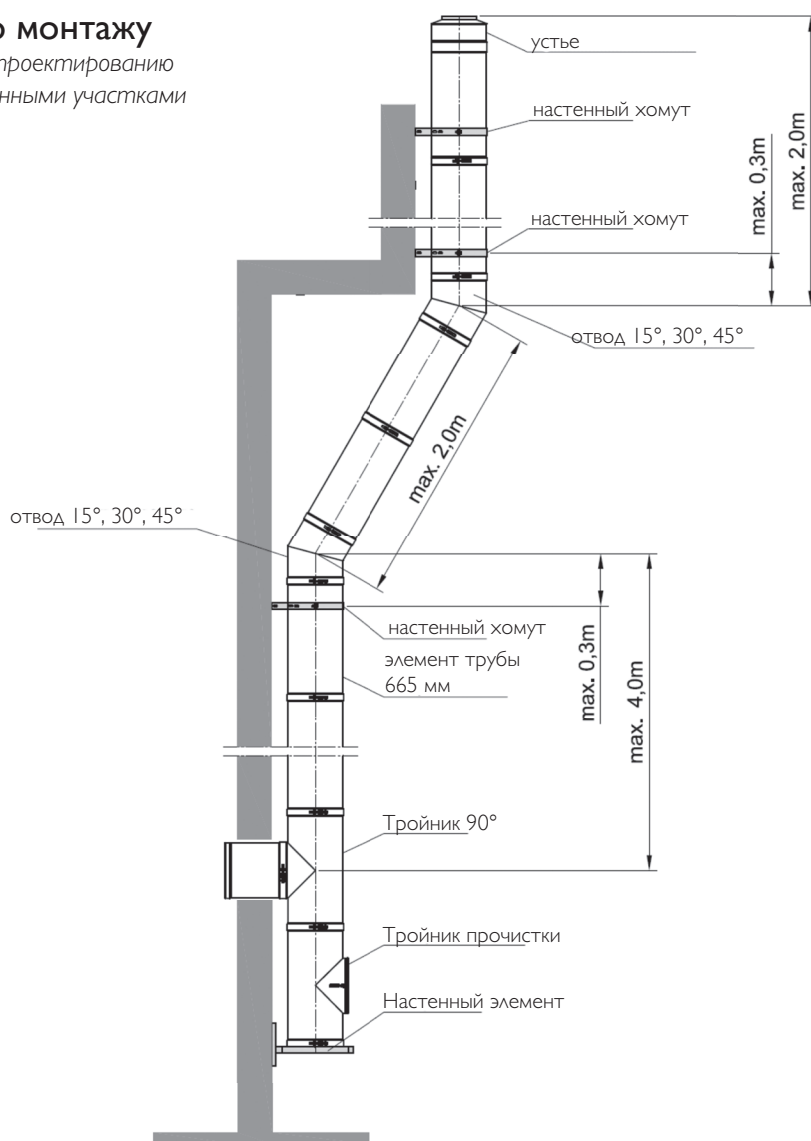 о монтажу
проектированию
нными участками
устье
настенный хомут
max. 0,3m
max. 2,0m
настенный хомут
отвод 15°, 30°, 45°
max. 2,0m
отвод 15°, 30°, 45°
настенный хомут
элемент трубы
665 мм
max. 0,3m
max. 4,0m
Тройник 90°
Тройник прочистки
Настенный элемент